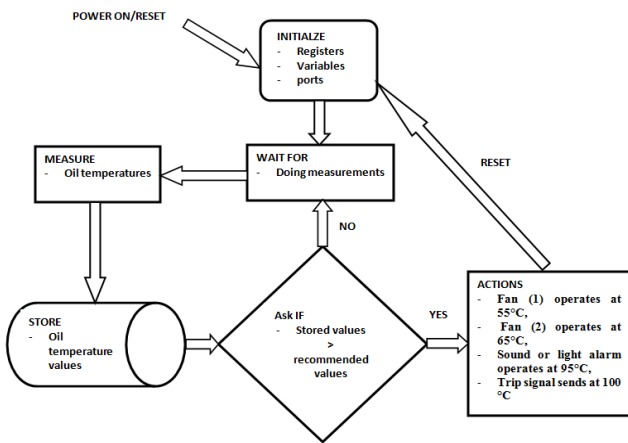 POWER ON/RESET
INITIALZE
- Registers
- Variables
- ports
MEASURE
- Oil temperatures
WAIT FOR
- Doing measurements
RESET
NO
STORE
- Oil
temperature
values
Ask IF
- Stored values
>
recommended
values
YES
ACTIONS
- Fan (1) operates at
55°C,
- Fan (2) operates at
65°C,
- Sound or light alarm
operates at 95°C,
- Trip signal sends at 100
°C